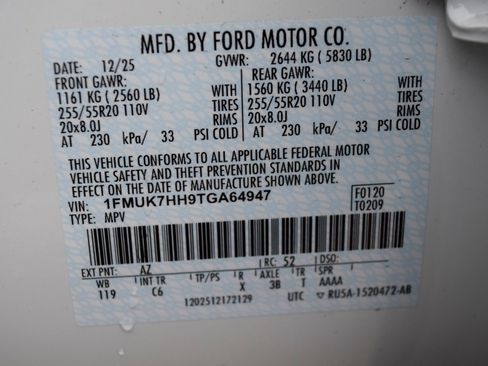 MFD. BY FORD MOTOR CO.
DATE: 12/25 GVWR: 2644 KG ( 5830 LB)
FRONT GAWR: REAR GAWR:
1161 KG ( 2560 LB) WITH 1560 KG ( 3440 LB) WITH
255/55R20 110V TIRES 255/55R20 110V TIRES
20x8.0J RIMS 20x8.0J RIMS
AT 230 kPa/ 33 PSI COLD AT 230 kPa/ 33 PSI COLD
THIS VEHICLE CONFORMS TO ALL APPLICABLE FEDERAL MOTOR
VEHICLE SAFETY AND THEFT PREVENTION STANDARDS IN
EFFECT ON THE DATE OF MANUFACTURE SHOWN ABOVE.
VIN: 1FMUK7HH9TGA64947 F0120
TYPE: MPV T0209
EXT PNT: AZ RC: 52 DSO:
WB INT TR TP/PS R AXLE TR SPR
119 C6 X 3B T AAAA
1202512172129 UTC RU5A-1520472-AB